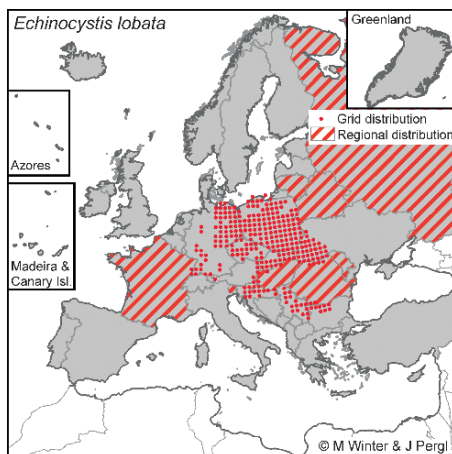 Echinocystis lobata
Greenland
Grid distribution
Regional distribution
Azores
Madeira &
Canary Isl.
© M Winter & J Pergl